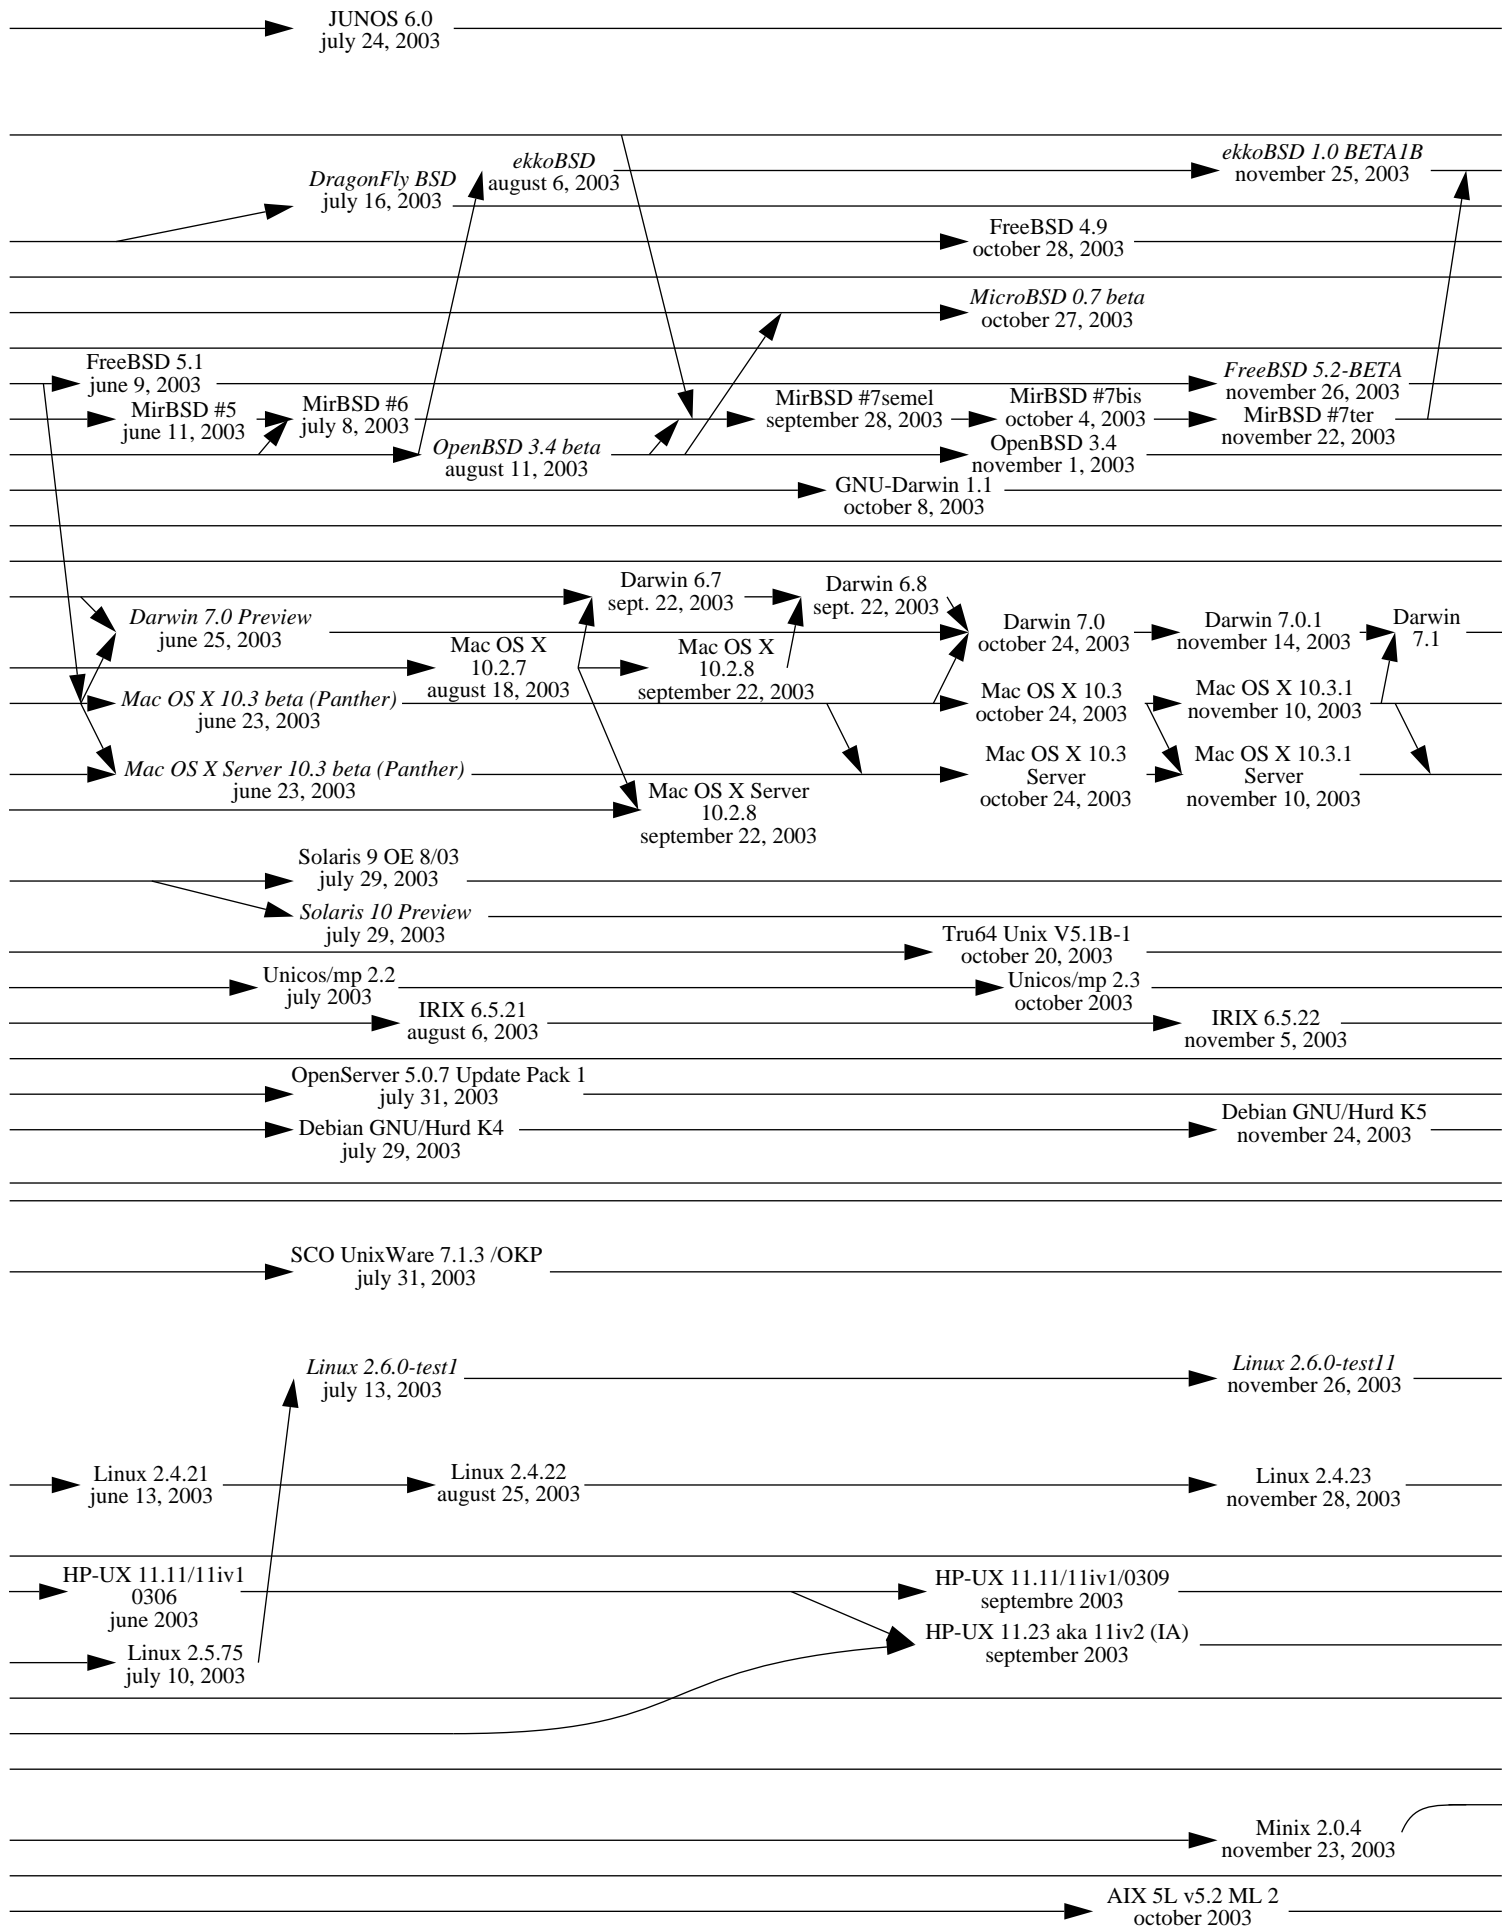 JUNOS 6.0
july 24, 2003
ekkoBSD
august 6, 2003
ekkoBSD 1.0 BETA1B
november 25, 2003
DragonFly BSD
july 16, 2003
FreeBSD 4.9
october 28, 2003
MicroBSD 0.7 beta
october 27, 2003
FreeBSD 5.1
june 9, 2003
FreeBSD 5.2-BETA
november 26, 2003
MirBSD #5
june 11, 2003
MirBSD #6
july 8, 2003
MirBSD #7semel
september 28, 2003
MirBSD #7bis
october 4, 2003
MirBSD #7ter
november 22, 2003
OpenBSD 3.4 beta
august 11, 2003
OpenBSD 3.4
november 1, 2003
GNU-Darwin 1.1
october 8, 2003
Darwin 6.7
sept. 22, 2003
Darwin 6.8
sept. 22, 2003
Darwin 7.0 Preview
june 25, 2003
Darwin 7.0
october 24, 2003
Darwin 7.0.1
november 14, 2003
Darwin
7.1
Mac OS X
10.2.7
august 18, 2003
Mac OS X
10.2.8
september 22, 2003
Mac OS X 10.3 beta (Panther)
june 23, 2003
Mac OS X 10.3
october 24, 2003
Mac OS X 10.3.1
november 10, 2003
Mac OS X Server 10.3 beta (Panther)
june 23, 2003
Mac OS X 10.3
Server
october 24, 2003
Mac OS X 10.3.1
Server
november 10, 2003
Mac OS X Server
10.2.8
september 22, 2003
Solaris 9 OE 8/03
july 29, 2003
Solaris 10 Preview
july 29, 2003
Tru64 Unix V5.1B-1
october 20, 2003
Unicos/mp 2.2
july 2003
Unicos/mp 2.3
october 2003
IRIX 6.5.21
august 6, 2003
IRIX 6.5.22
november 5, 2003
OpenServer 5.0.7 Update Pack 1
july 31, 2003
Debian GNU/Hurd K4
july 29, 2003
Debian GNU/Hurd K5
november 24, 2003
SCO UnixWare 7.1.3 /OKP
july 31, 2003
Linux 2.6.0-test1
july 13, 2003
Linux 2.6.0-test11
november 26, 2003
Linux 2.4.21
june 13, 2003
Linux 2.4.22
august 25, 2003
Linux 2.4.23
november 28, 2003
HP-UX 11.11/11iv1
0306
june 2003
HP-UX 11.11/11iv1/0309
septembre 2003
HP-UX 11.23 aka 11iv2 (IA)
september 2003
Linux 2.5.75
july 10, 2003
Minix 2.0.4
november 23, 2003
AIX 5L v5.2 ML 2
october 2003